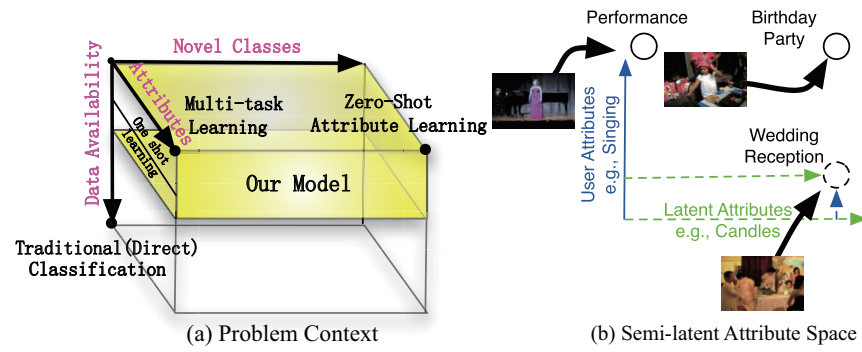 Novel Classes
Data Availability
Attributes
One shot
learning
Multi-task
Learning
Zero-Shot
Attribute Learning
Our Model
Traditional(Direct)
Classification
(a) Problem Context
Performance
Birthday
Party
User Attributes
e.g., Singing
Wedding
Reception
Latent Attributes
e.g., Candles
(b) Semi-latent Attribute Space